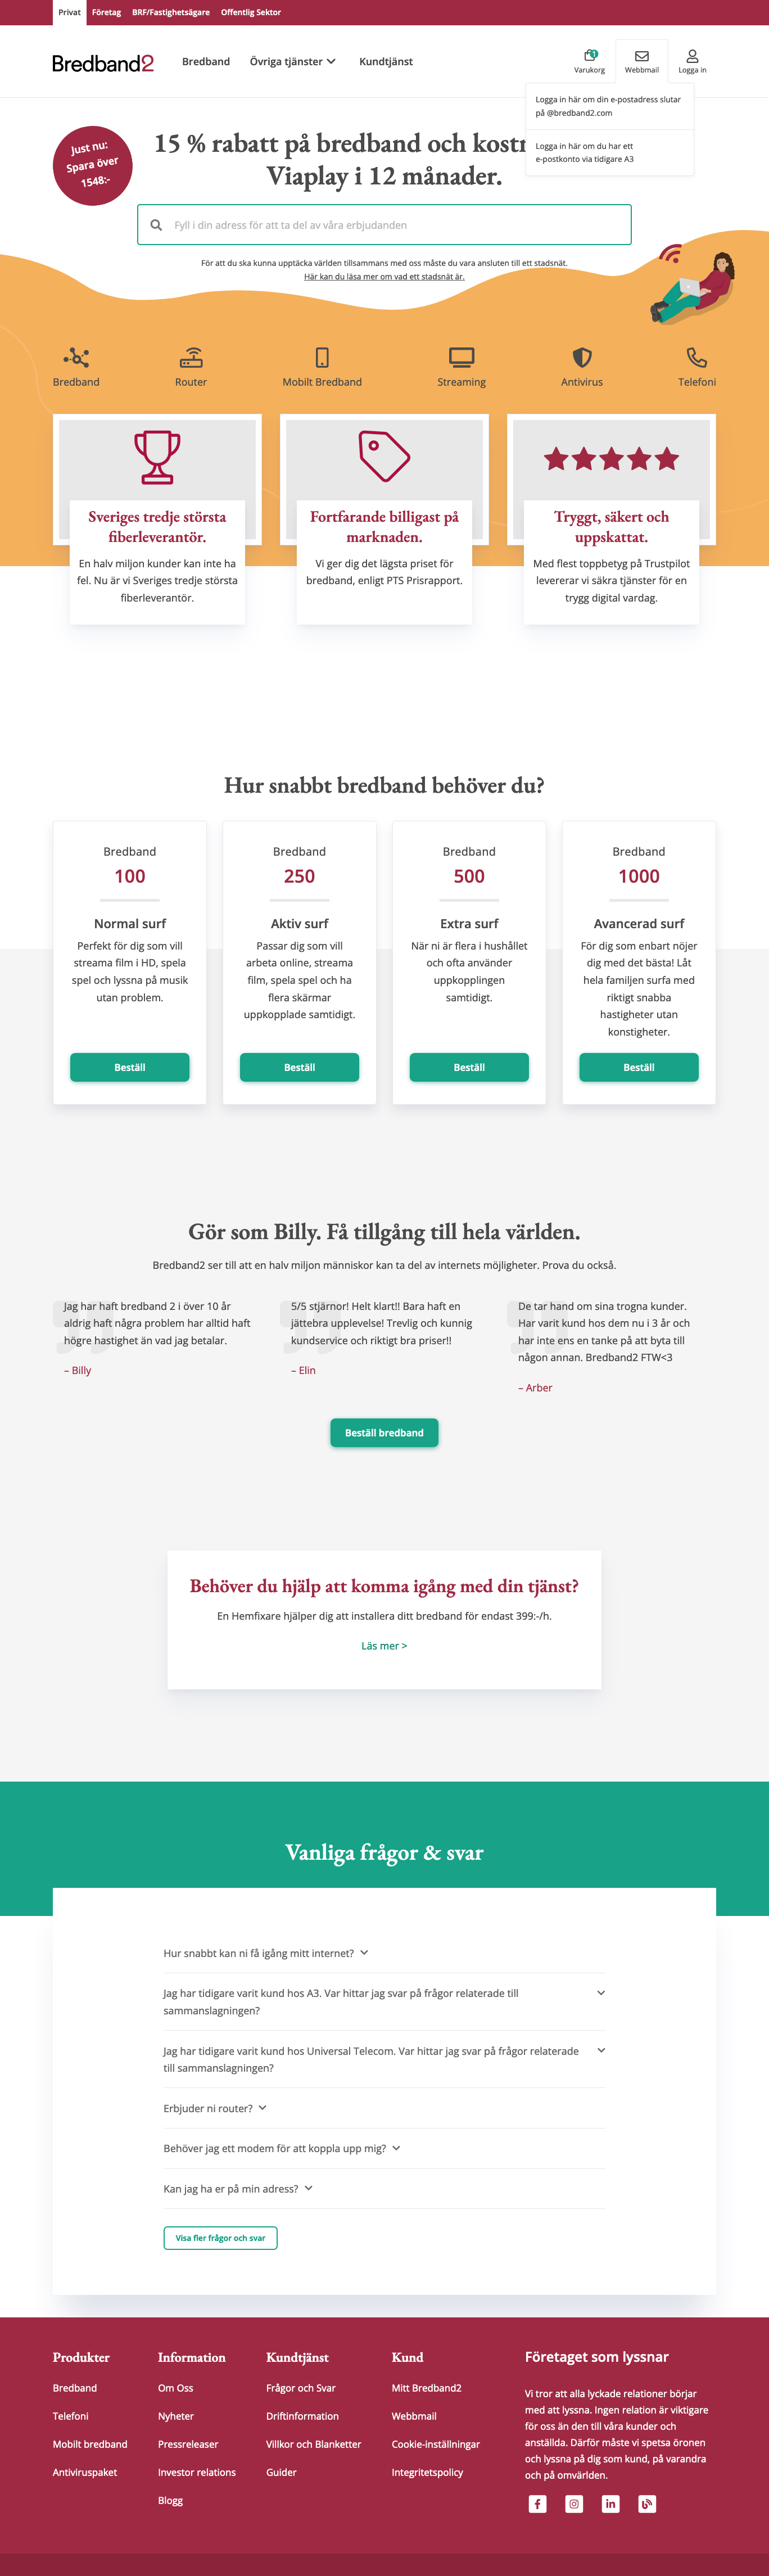 Privat
Företag
BRF/Fastighetsägare
Offentlig Sektor
Bredband2
Bredband
Övriga tjänster
Kundtjänst
1
Varukorg
Webbmail
Logga in
Logga in här om din e-postadress slutar
på @bredband2.com
Logga in här om du har ett
e-postkonto via tidigare A3
Just nu:
Spara över
1548:-
15 % rabatt på bredband och kostn
Viaplay i 12 månader.
Fyll i din adress för att ta del av våra erbjudanden
För att du ska kunna upptäcka världen tillsammans med oss måste du vara ansluten till ett stadsnät.
Här kan du läsa mer om vad ett stadsnät är.
Bredband
Router
Mobilt Bredband
Streaming
Antivirus
Telefoni
Sveriges tredje största
fiberleverantör.
En halv miljon kunder kan inte ha
fel. Nu är vi Sveriges tredje största
fiberleverantör.
Fortfarande billigast på
marknaden.
Vi ger dig det lägsta priset för
bredband, enligt PTS Prisrapport.
Tryggt, säkert och
uppskattat.
Med flest toppbetyg på Trustpilot
levererar vi säkra tjänster för en
trygg digital vardag.
Hur snabbt bredband behöver du?
Bredband
100
Normal surf
Perfekt för dig som vill
streama film i HD, spela
spel och lyssna på musik
utan problem.
Beställ
Bredband
250
Aktiv surf
Passar dig som vill
arbeta online, streama
film, spela spel och ha
flera skärmar
uppkopplade samtidigt.
Beställ
Bredband
500
Extra surf
När ni är flera i hushållet
och ofta använder
uppkopplingen
samtidigt.
Beställ
Bredband
1000
Avancerad surf
För dig som enbart nöjer
dig med det bästa! Låt
hela familjen surfa med
riktigt snabba
hastigheter utan
konstigheter.
Beställ
Gör som Billy. Få tillgång till hela världen.
Bredband2 ser till att en halv miljon människor kan ta del av internets möjligheter. Prova du också.
Jag har haft bredband 2 i över 10 år
aldrig haft några problem har alltid haft
högre hastighet än vad jag betalar.
– Billy
5/5 stjärnor! Helt klart!! Bara haft en
jättebra upplevelse! Trevlig och kunnig
kundservice och riktigt bra priser!!
– Elin
De tar hand om sina trogna kunder.
Har varit kund hos dem nu i 3 år och
har inte ens en tanke på att byta till
någon annan. Bredband2 FTW<3
– Arber
Beställ bredband
Behöver du hjälp att komma igång med din tjänst?
En Hemfixare hjälper dig att installera ditt bredband för endast 399:-/h.
Läs mer >
Vanliga frågor & svar
Hur snabbt kan ni få igång mitt internet?
Jag har tidigare varit kund hos A3. Var hittar jag svar på frågor relaterade till
sammanslagningen?
Jag har tidigare varit kund hos Universal Telecom. Var hittar jag svar på frågor relaterade
till sammanslagningen?
Erbjuder ni router?
Behöver jag ett modem för att koppla upp mig?
Kan jag ha er på min adress?
Visa fler frågor och svar
Produkter
Bredband
Telefoni
Mobilt bredband
Antiviruspaket
Information
Om Oss
Nyheter
Pressreleaser
Investor relations
Blogg
Kundtjänst
Frågor och Svar
Driftinformation
Villkor och Blanketter
Guider
Kund
Mitt Bredband2
Webbmail
Cookie-inställningar
Integritetspolicy
Företaget som lyssnar
Vi tror att alla lyckade relationer börjar
med att lyssna. Ingen relation är viktigare
för oss än den till våra kunder och
anställda. Därför måste vi spetsa öronen
och lyssna på dig som kund, på varandra
och på omvärlden.